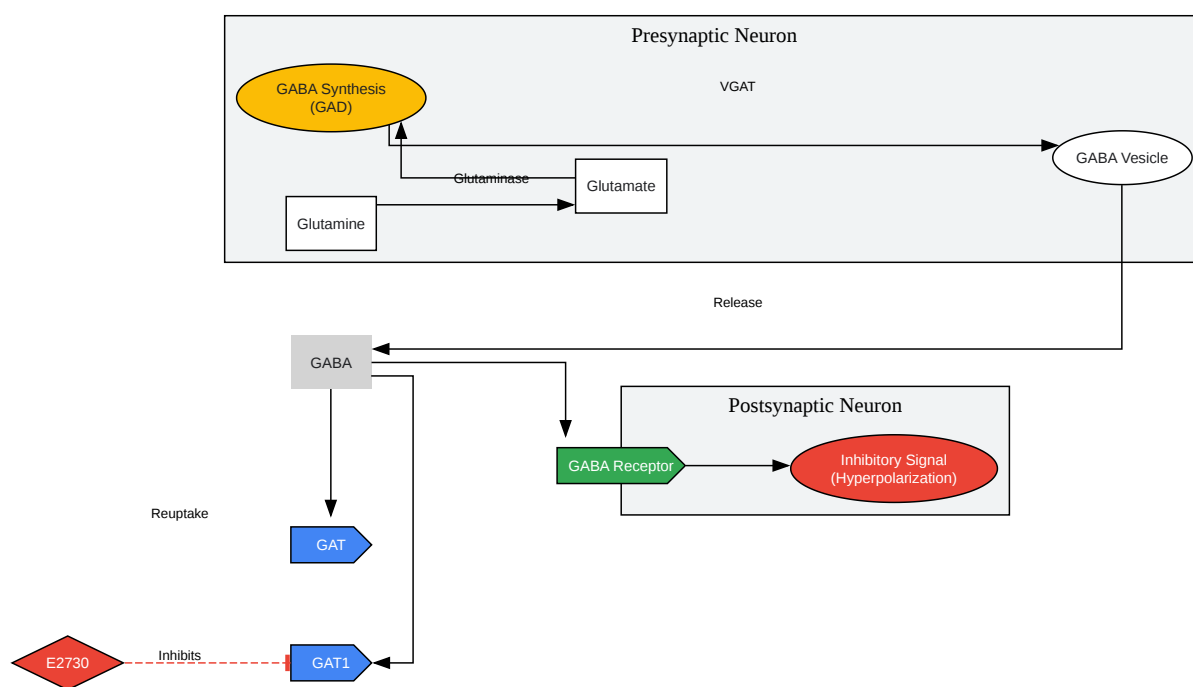 Presynaptic Neuron
VGAT
GABA Synthesis
(GAD)
GABA Vesicle
Glutaminase
Glutamate
Glutamine
Release
GABA
Postsynaptic Neuron
GABA Receptor
Inhibitory Signal
(Hyperpolarization)
Reuptake
GAT
E2730
Inhibits
GAT1